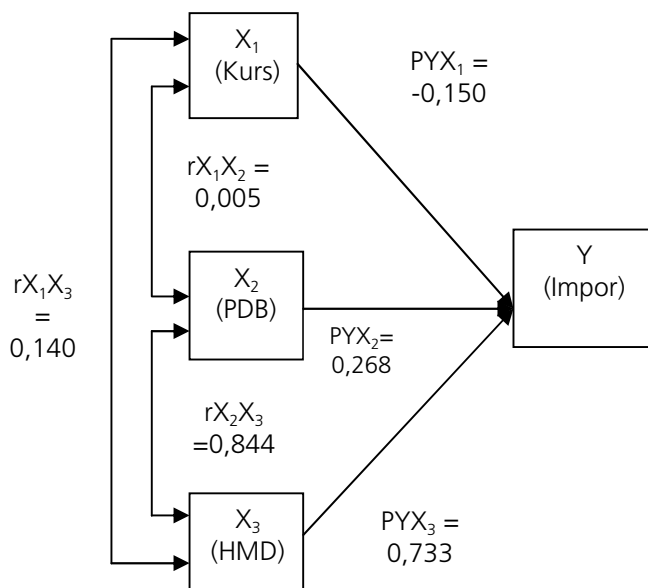 X₁
(Kurs)
PYX₁ =
-0,150
rX₁X₂ =
0,005
X₂
(PDB)
Y
(Impor)
rX₁X₃
=
0,140
PYX₂=
0,268
rX₂X₃
=0,844
X₃
(HMD)
PYX₃ =
0,733